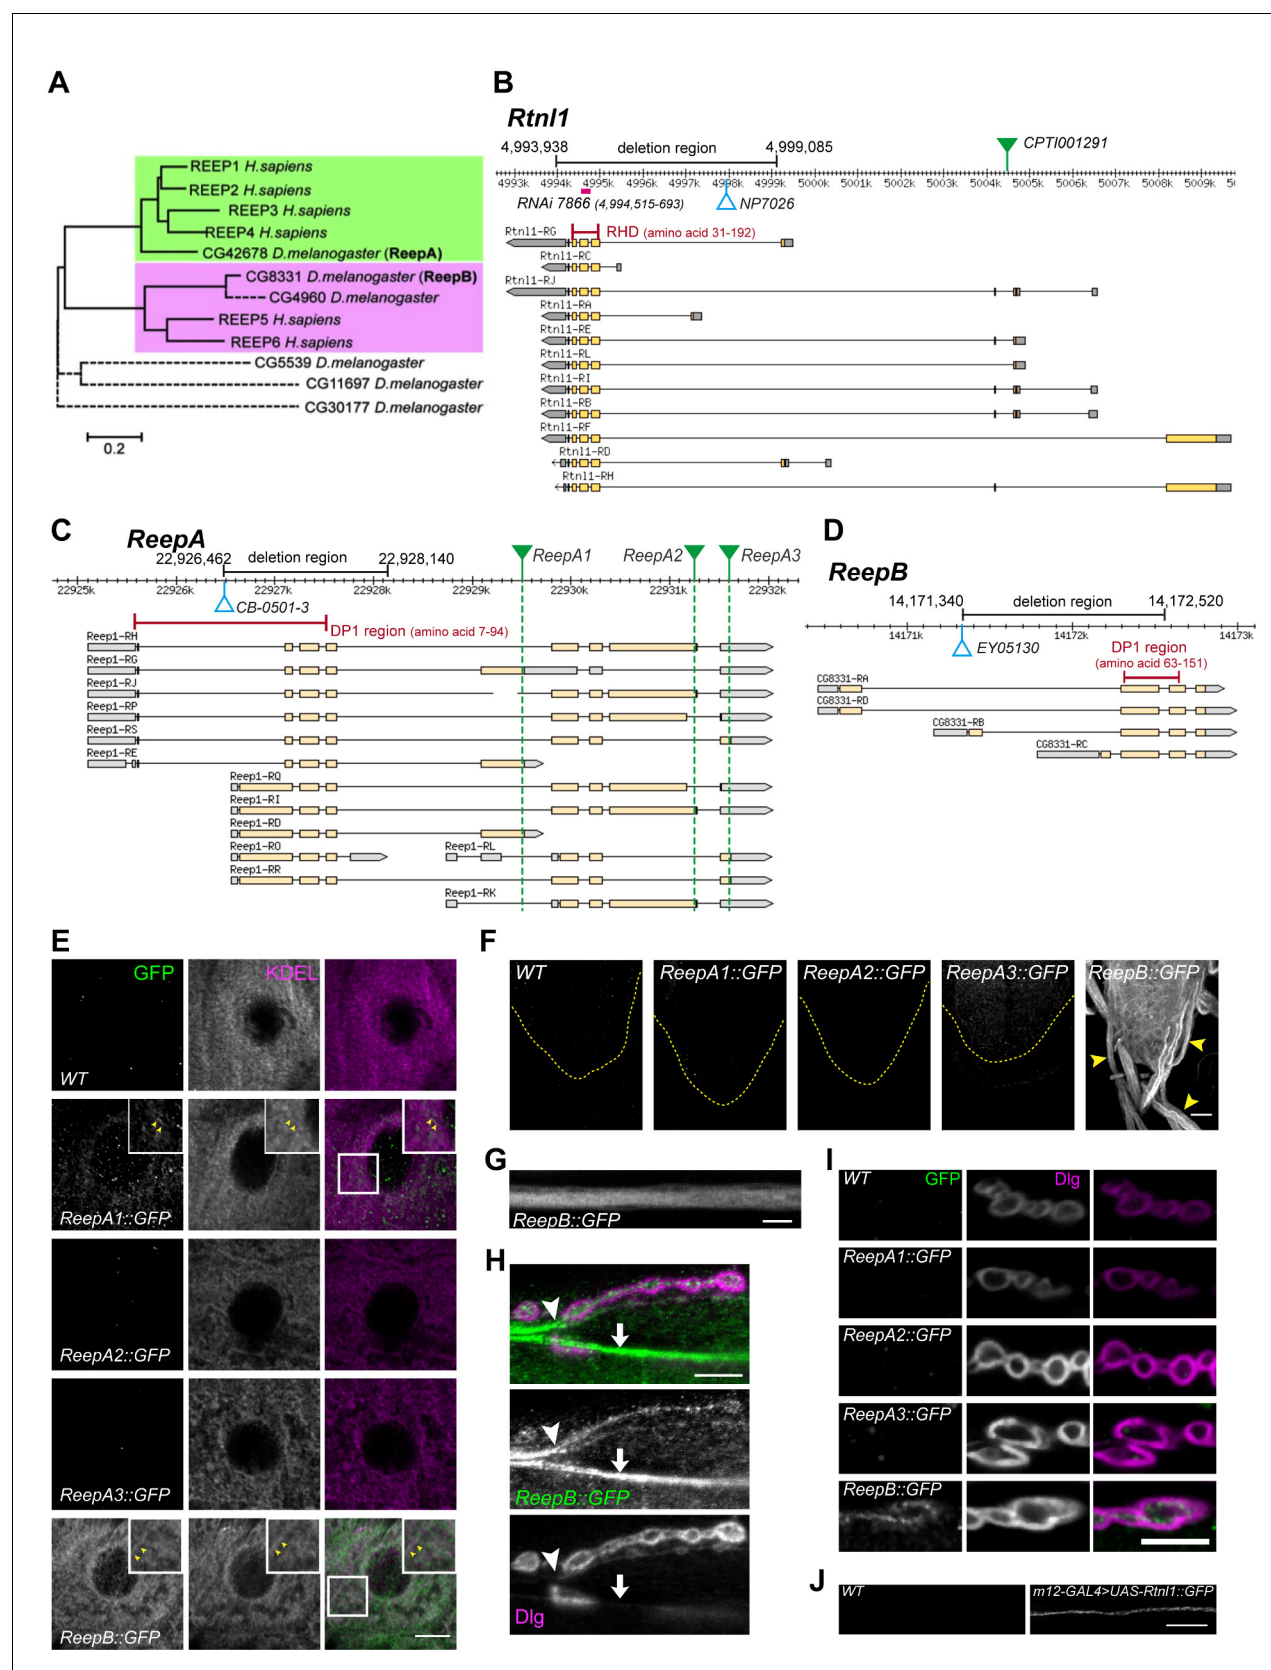 A
REEP1 H.sapiens
REEP2 H.sapiens
REEP3 H.sapiens
REEP4 H.sapiens
CG42678 D.melanogaster (ReepA)
CG8331 D.melanogaster (ReepB)
CG4960 D.melanogaster
REEP5 H.sapiens
REEP6 H.sapiens
CG5539 D.melanogaster
CG11697 D.melanogaster
CG30177 D.melanogaster
0.2
B
Rtnl1
4,993,938 deletion region 4,999,085
CPTI001291
4993k 4994k 4995k 4996k 4997k 4998k 4999k 5000k 5001k 5002k 5003k 5004k 5005k 5006k 5007k 5008k 5009k
RNAi 7866 (4,994,515-693)
NP7026
RHD (amino acid 31-192)
Rtnl1-RG
Rtnl1-RC
Rtnl1-RJ
Rtnl1-RA
Rtnl1-RE
Rtnl1-RL
Rtnl1-RI
Rtnl1-RB
Rtnl1-RF
Rtnl1-RD
Rtnl1-RH
C
ReepA
22,926,462 deletion region 22,928,140
ReepA1 ReepA2 ReepA3
22925k 22926k 22927k 22928k 22929k 22930k 22931k 22932k
CB-0501-3
DP1 region (amino acid 7-94)
Reep1-RH
Reep1-RG
Reep1-RJ
Reep1-RP
Reep1-RS
Reep1-RE
Reep1-RQ
Reep1-RI
Reep1-RD
Reep1-RO Reep1-RL
Reep1-RR
Reep1-RK
D
ReepB
14,171,340 deletion region 14,172,520
14171k 14172k 14173k
EY05130
DP1 region
(amino acid 63-151)
CG8331-RA
CG8331-RD
CG8331-RB
CG8331-RC
E
GFP KDEL
WT
ReepA1::GFP
ReepA2::GFP
ReepA3::GFP
ReepB::GFP
F
WT ReepA1::GFP ReepA2::GFP ReepA3::GFP ReepB::GFP
G
ReepB::GFP
H
ReepB::GFP
Dlg
I
WT GFP Dlg
ReepA1::GFP
ReepA2::GFP
ReepA3::GFP
ReepB::GFP
J
WT m12-GAL4>UAS-Rtnl1::GFP